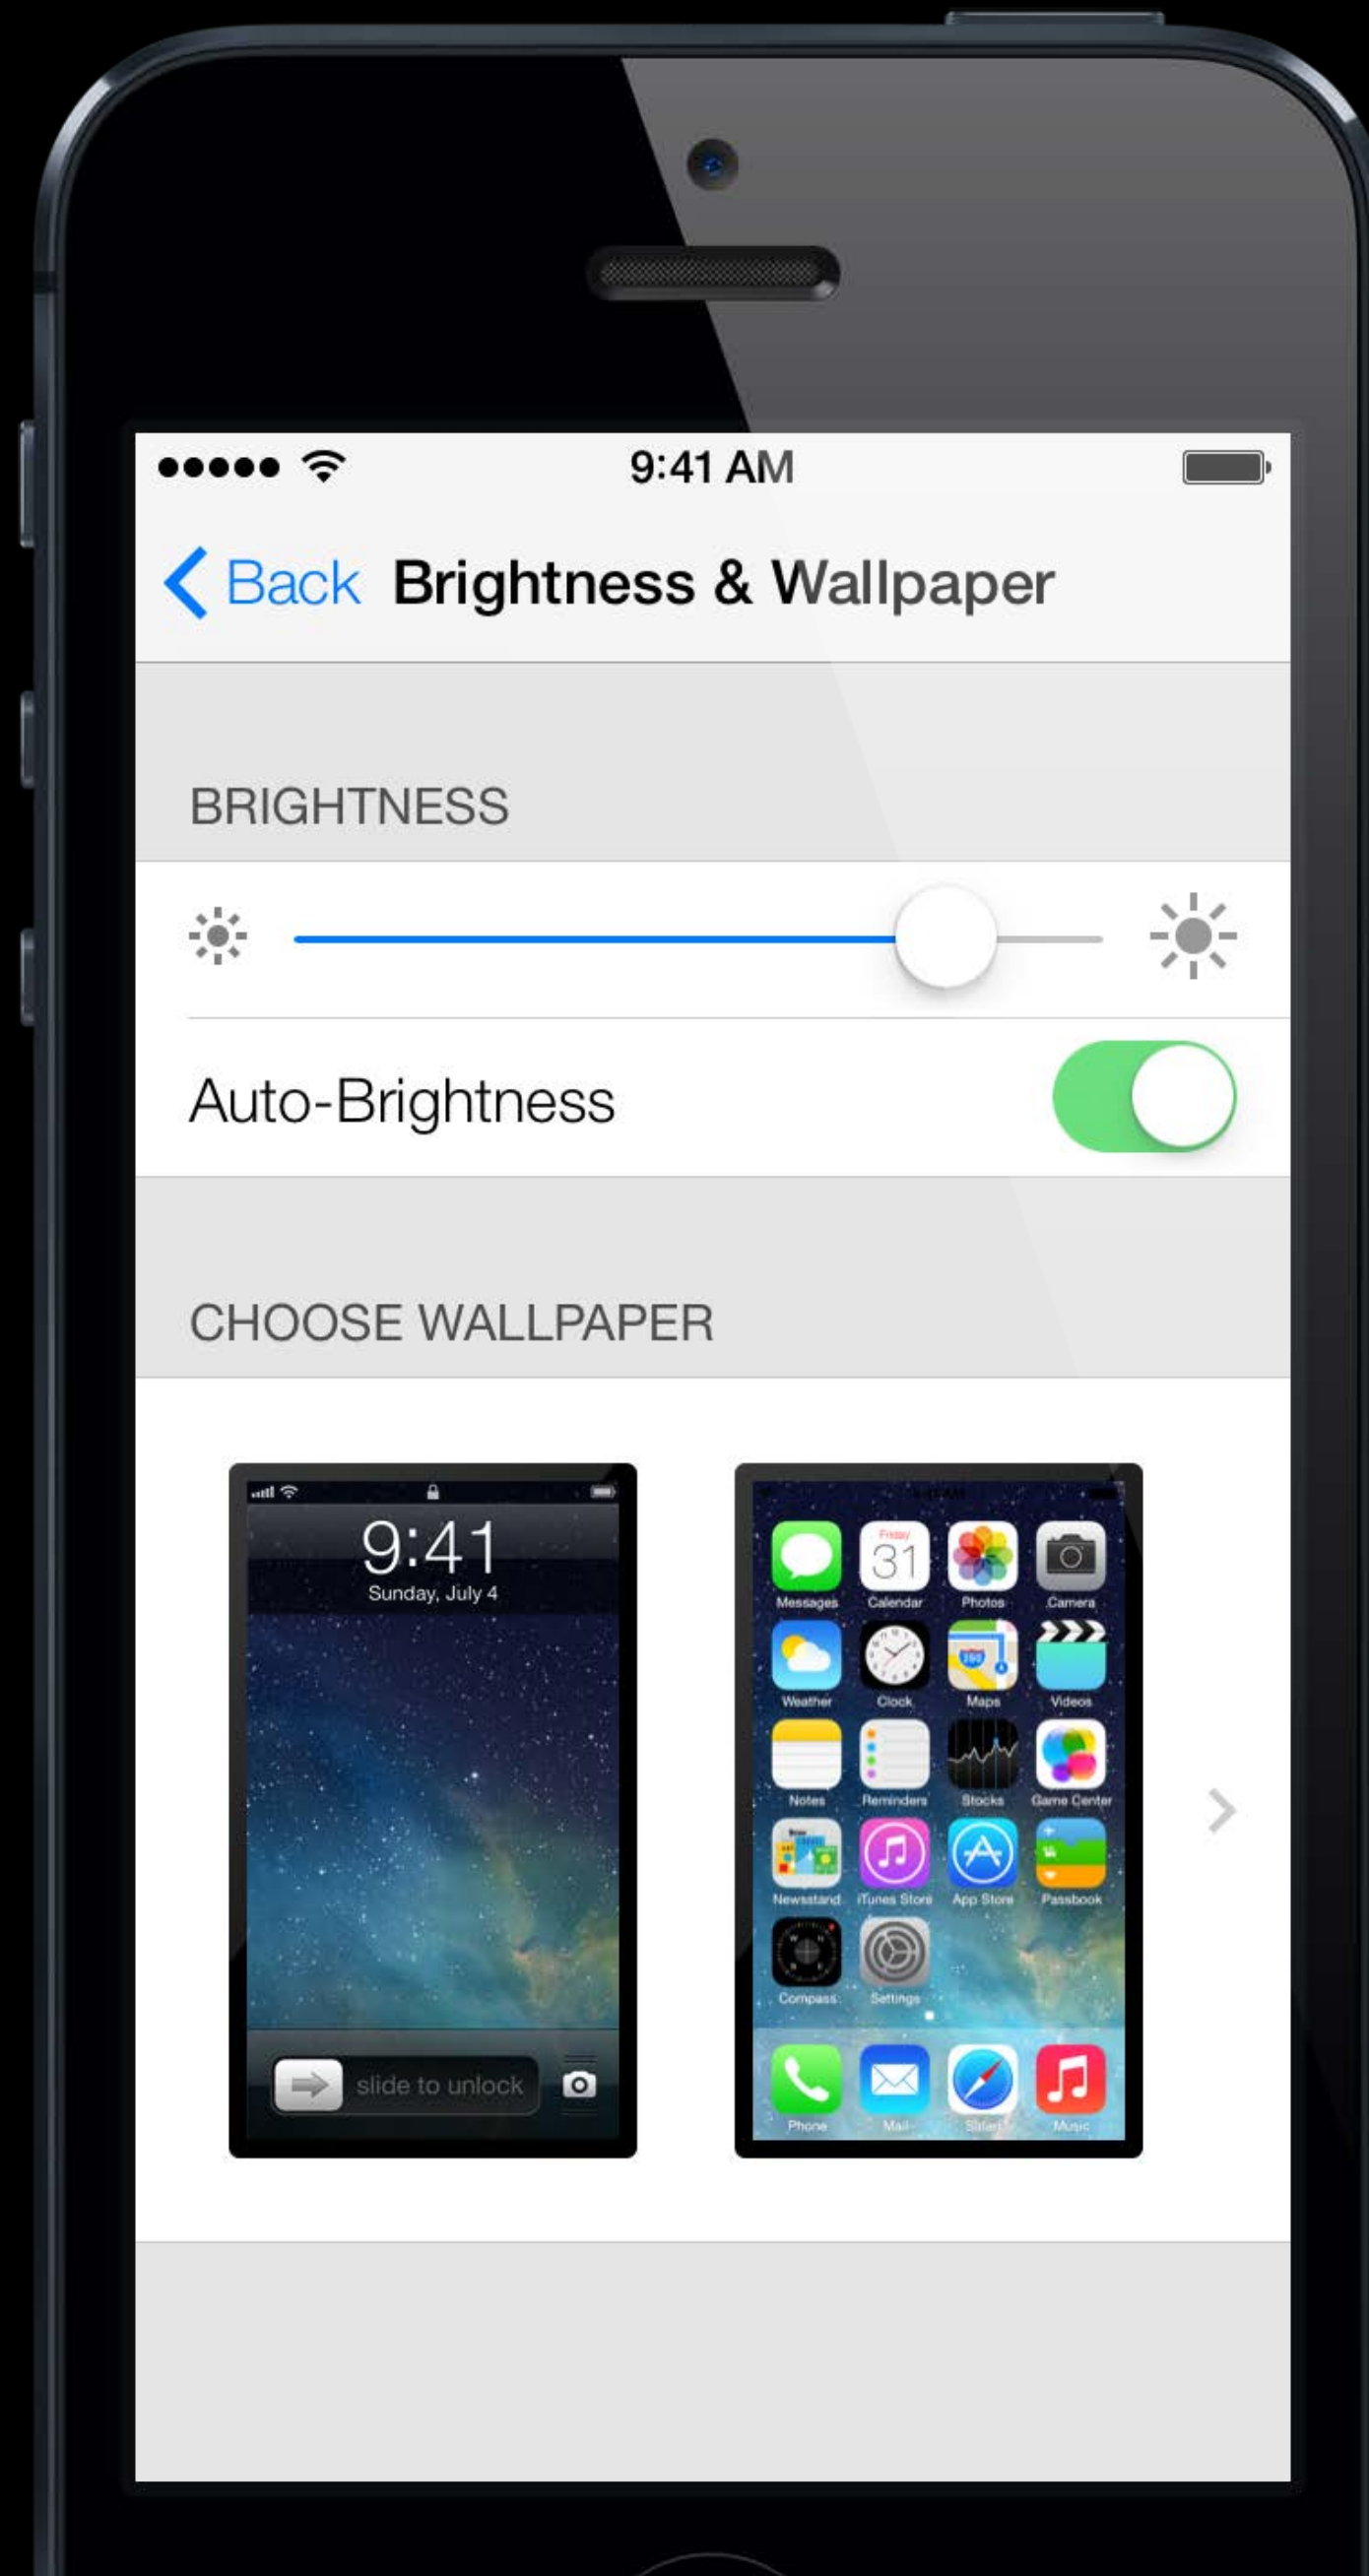 9:41 AM
Back Brightness & Wallpaper
BRIGHTNESS
Auto-Brightness
CHOOSE WALLPAPER
9:41
Sunday, July 4
slide to unlock
Friday
31
Messages Calendar Photos Camera
280
Weather Clock Maps Videos
Notes Reminders Stocks Game Center
Newsstand iTunes Store App Store Passbook
Compass Settings
Phone Mail Safari Music